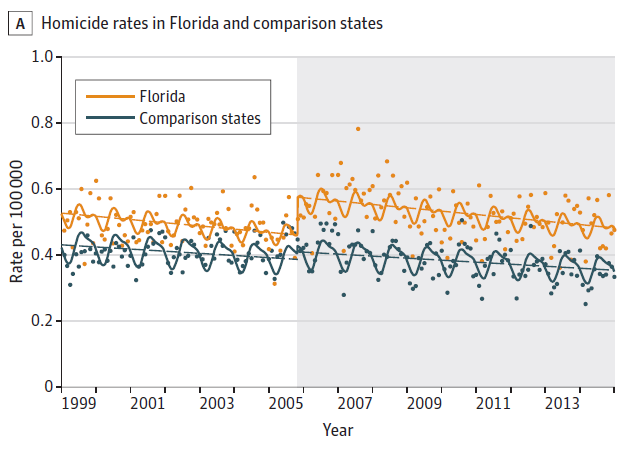 A Homicide rates in Florida and comparison states
1.0
Florida
Comparison states
0.8
0.6
0.4
0.2
0
Rate per 100 000
1999 2001 2003 2005 2007 2009 2011 2013
Year